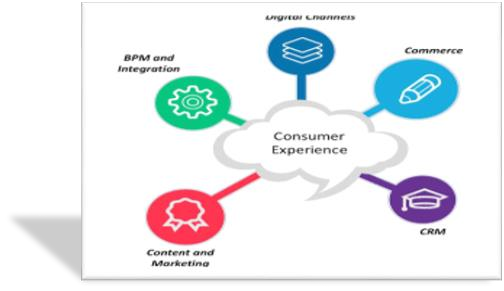 Digital Channels
BPM and
Integration
Commerce
Consumer
Experience
CRM
Content and
Marketing